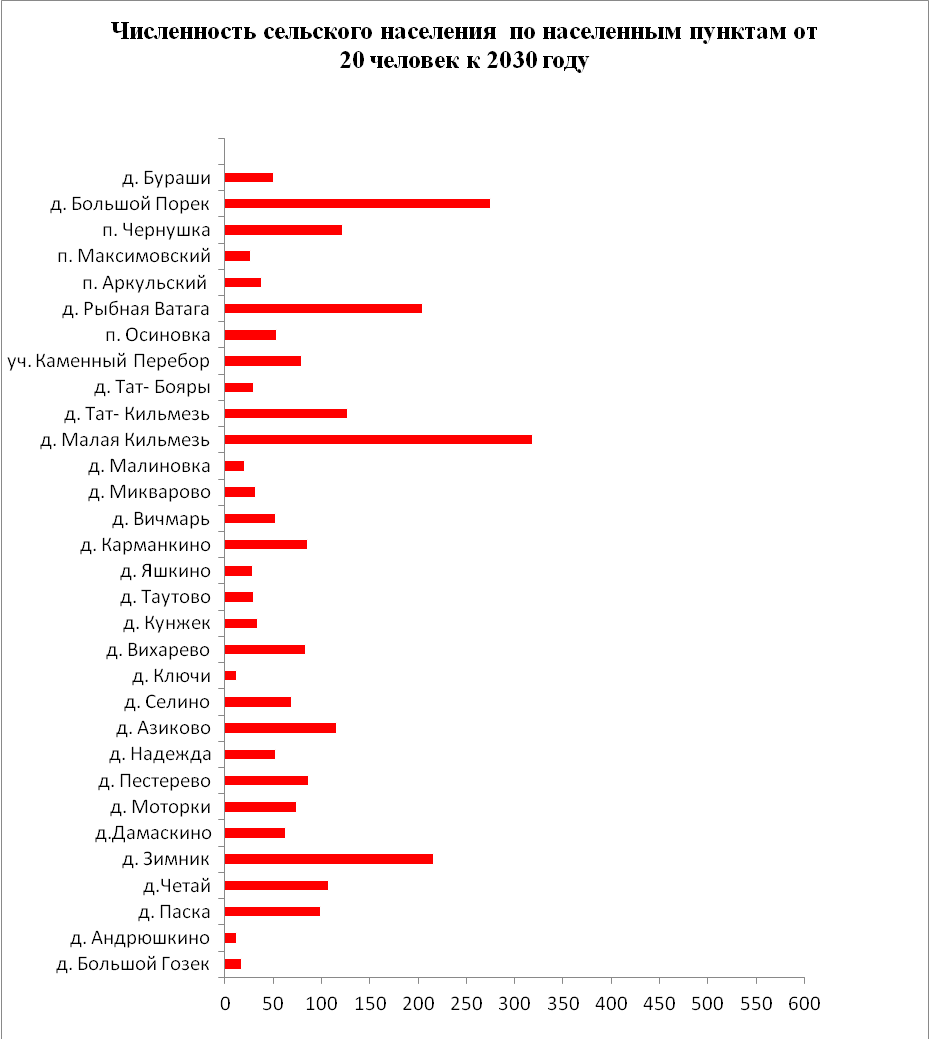 Численность сельского населения по населенным пунктам от
20 человек к 2030 году
д. Бураши
д. Большой Порек
п. Чернушка
п. Максимовский
п. Аркульский
д. Рыбная Ватага
п. Осиновка
уч. Каменный Перебор
д. Тат- Бояры
д. Тат- Кильмезь
д. Малая Кильмезь
д. Малиновка
д. Микварово
д. Вичмарь
д. Карманкино
д. Яшкино
д. Таутово
д. Кунжек
д. Вихарево
д. Ключи
д. Селино
д. Азиково
д. Надежда
д. Пестерево
д. Моторки
д.Дамаскино
д. Зимник
д.Четай
д. Паска
д. Андрюшкино
д. Большой Гозек
0 50 100 150 200 250 300 350 400 450 500 550 600